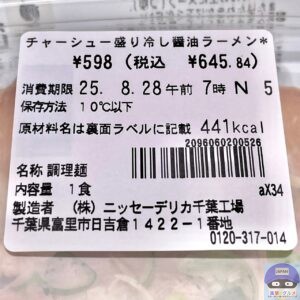 チャーシュー盛り冷し醤油ラーメン*
¥598 (税込 ¥645.84)
消費期限 25. 8.28午前 7時 N 5
保存方法 10℃以下
原材料名は裏面ラベルに記載 441kcal
2096060200526
名称 調理麺
内容量 1食 aX34
製造者 (株) ニッセーデリカ千葉工場
千葉県富里市日吉倉1422-1番地
0120-317-014